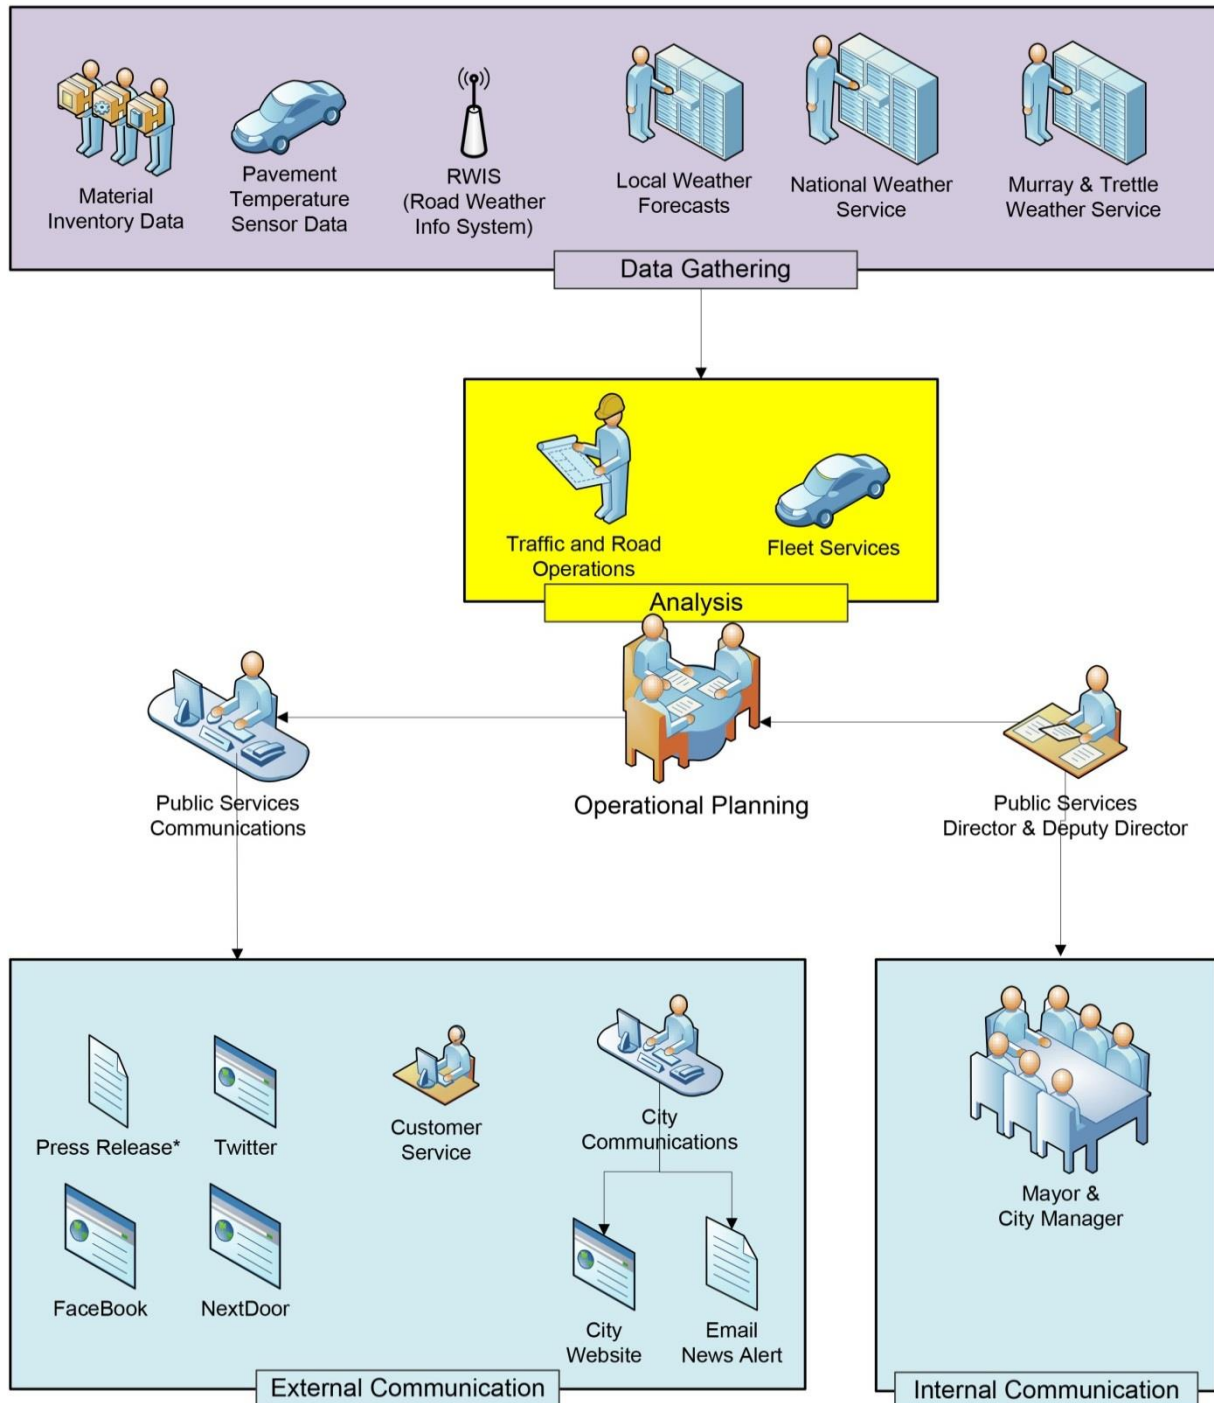 Material
Inventory Data
Pavement
Temperature
Sensor Data
RWIS
(Road Weather
Info System)
Local Weather
Forecasts
National Weather
Service
Murray & Trettle
Weather Service
Data Gathering
Traffic and Road
Operations
Fleet Services
Analysis
Public Services
Communications
Operational Planning
Public Services
Director & Deputy Director
Press Release*
Twitter
Customer
Service
City
Communications
FaceBook
NextDoor
City
Website
Email
News Alert
External Communication
Mayor &
City Manager
Internal Communication